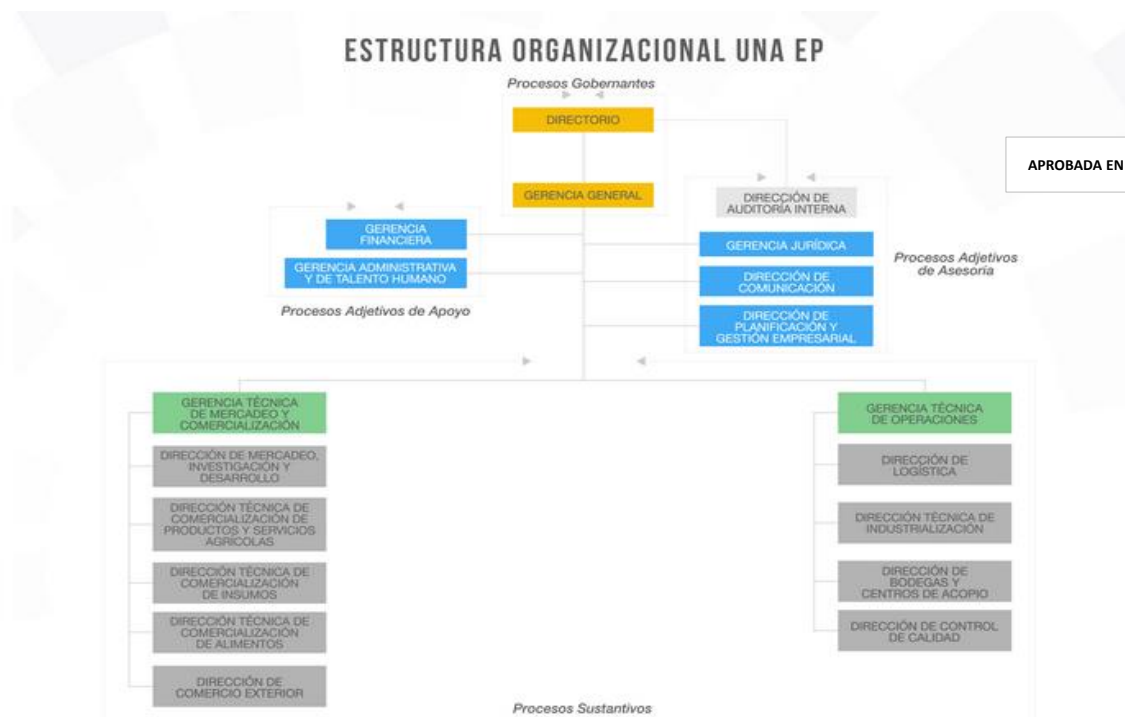 ESTRUCTURA ORGANIZACIONAL UNA EP
Procesos Gobernantes
DIRECTORIO
APROBADA EN
GERENCIA GENERAL
DIRECCIÓN DE
AUDITORÍA INTERNA
GERENCIA
FINANCIERA
GERENCIA JURÍDICA
Procesos Adjetivos
de Asesoría
GERENCIA ADMINISTRATIVA
Y DE TALENTO HUMANO
DIRECCIÓN DE
COMUNICACIÓN
Procesos Adjetivos de Apoyo
DIRECCIÓN DE
PLANIFICACIÓN Y
GESTIÓN EMPRESARIAL
GERENCIA TÉCNICA
DE MERCADEO Y
COMERCIALIZACIÓN
DIRECCIÓN DE MERCADEO,
INVESTIGACIÓN Y
DESARROLLO
DIRECCIÓN TÉCNICA DE
COMERCIALIZACIÓN DE
PRODUCTOS Y SERVICIOS
AGRICOLAS
DIRECCIÓN TÉCNICA DE
COMERCIALIZACIÓN
DE INSUMOS
DIRECCIÓN TÉCNICA DE
COMERCIALIZACIÓN
DE ALIMENTOS
DIRECCIÓN DE
COMERCIO EXTERIOR
GERENCIA TÉCNICA
DE OPERACIONES
DIRECCIÓN DE
LOGÍSTICA
DIRECCIÓN TÉCNICA DE
INDUSTRIALIZACIÓN
DIRECCIÓN DE
BODEGAS Y
CENTROS DE ACOPIO
DIRECCIÓN DE CONTROL
DE CALIDAD
Procesos Sustantivos